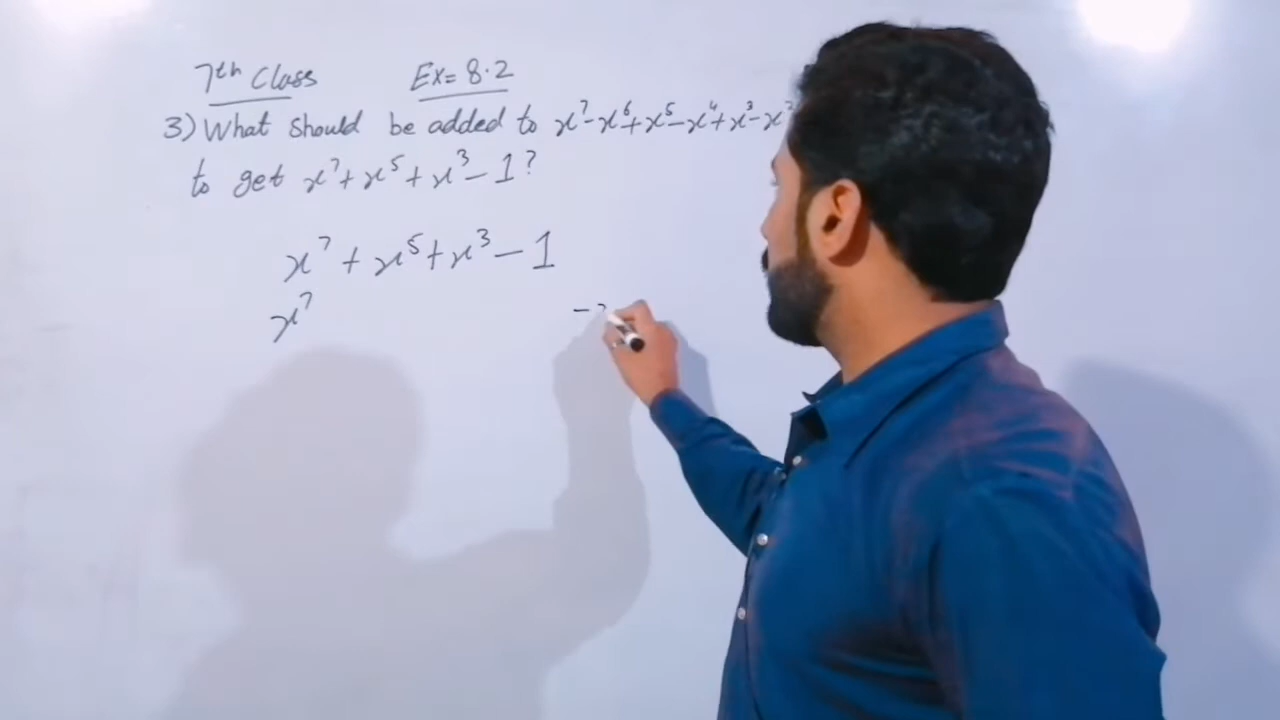 7th Class Ex= 8.2
3) What should be added to x⁷-x⁶+x⁵-x⁴+x³-x²
to get x⁷+x⁵+x³-1?
x⁷+x⁵+x³-1
x⁷ -